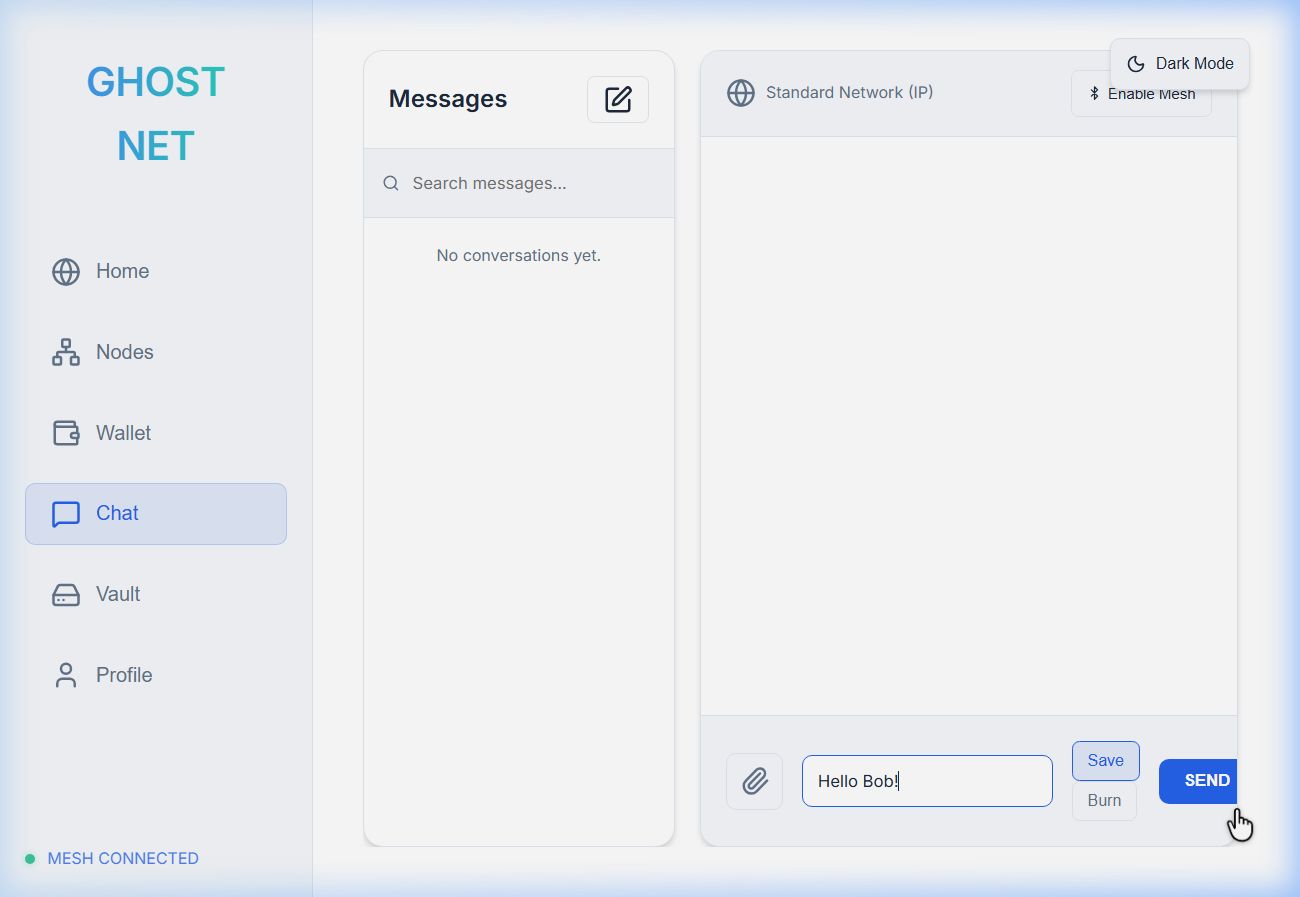 GHOST
NET
Home
Nodes
Wallet
Chat
Vault
Profile
MESH CONNECTED
Messages
Search messages...
No conversations yet.
Standard Network (IP)
Dark Mode
Enable Mesh
Hello Bob!
Save
Burn
SEND